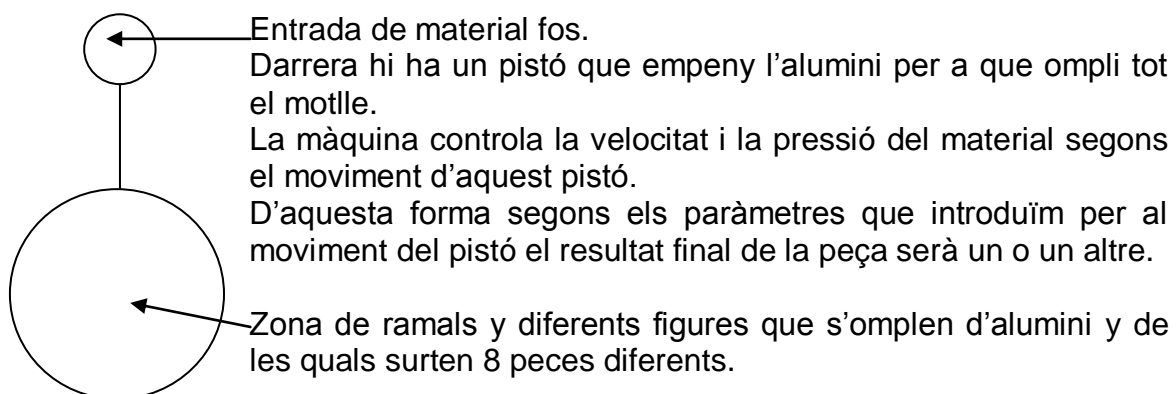 Entrada de material fos.
Darrera hi ha un pistó que empeny l’alumini per a que ompli tot
el motlle.
La màquina controla la velocitat i la pressió del material segons
el moviment d’aquest pistó.
D’aquesta forma segons els paràmetres que introduïm per al
moviment del pistó el resultat final de la peça serà un o un altre.
Zona de ramals y diferents figures que s’omplen d’alumini y de
les quals surten 8 peces diferents.